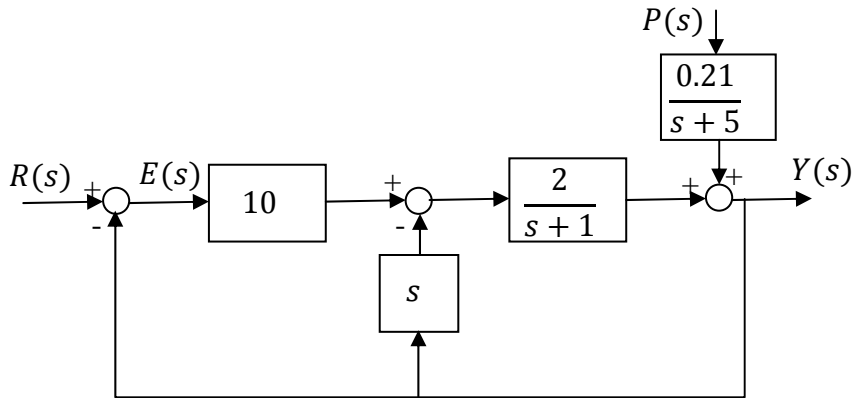 P(s)
0.21
s + 5
R(s)
+
E(s)
10
+
2
s + 1
+
+
Y(s)
-
-
s